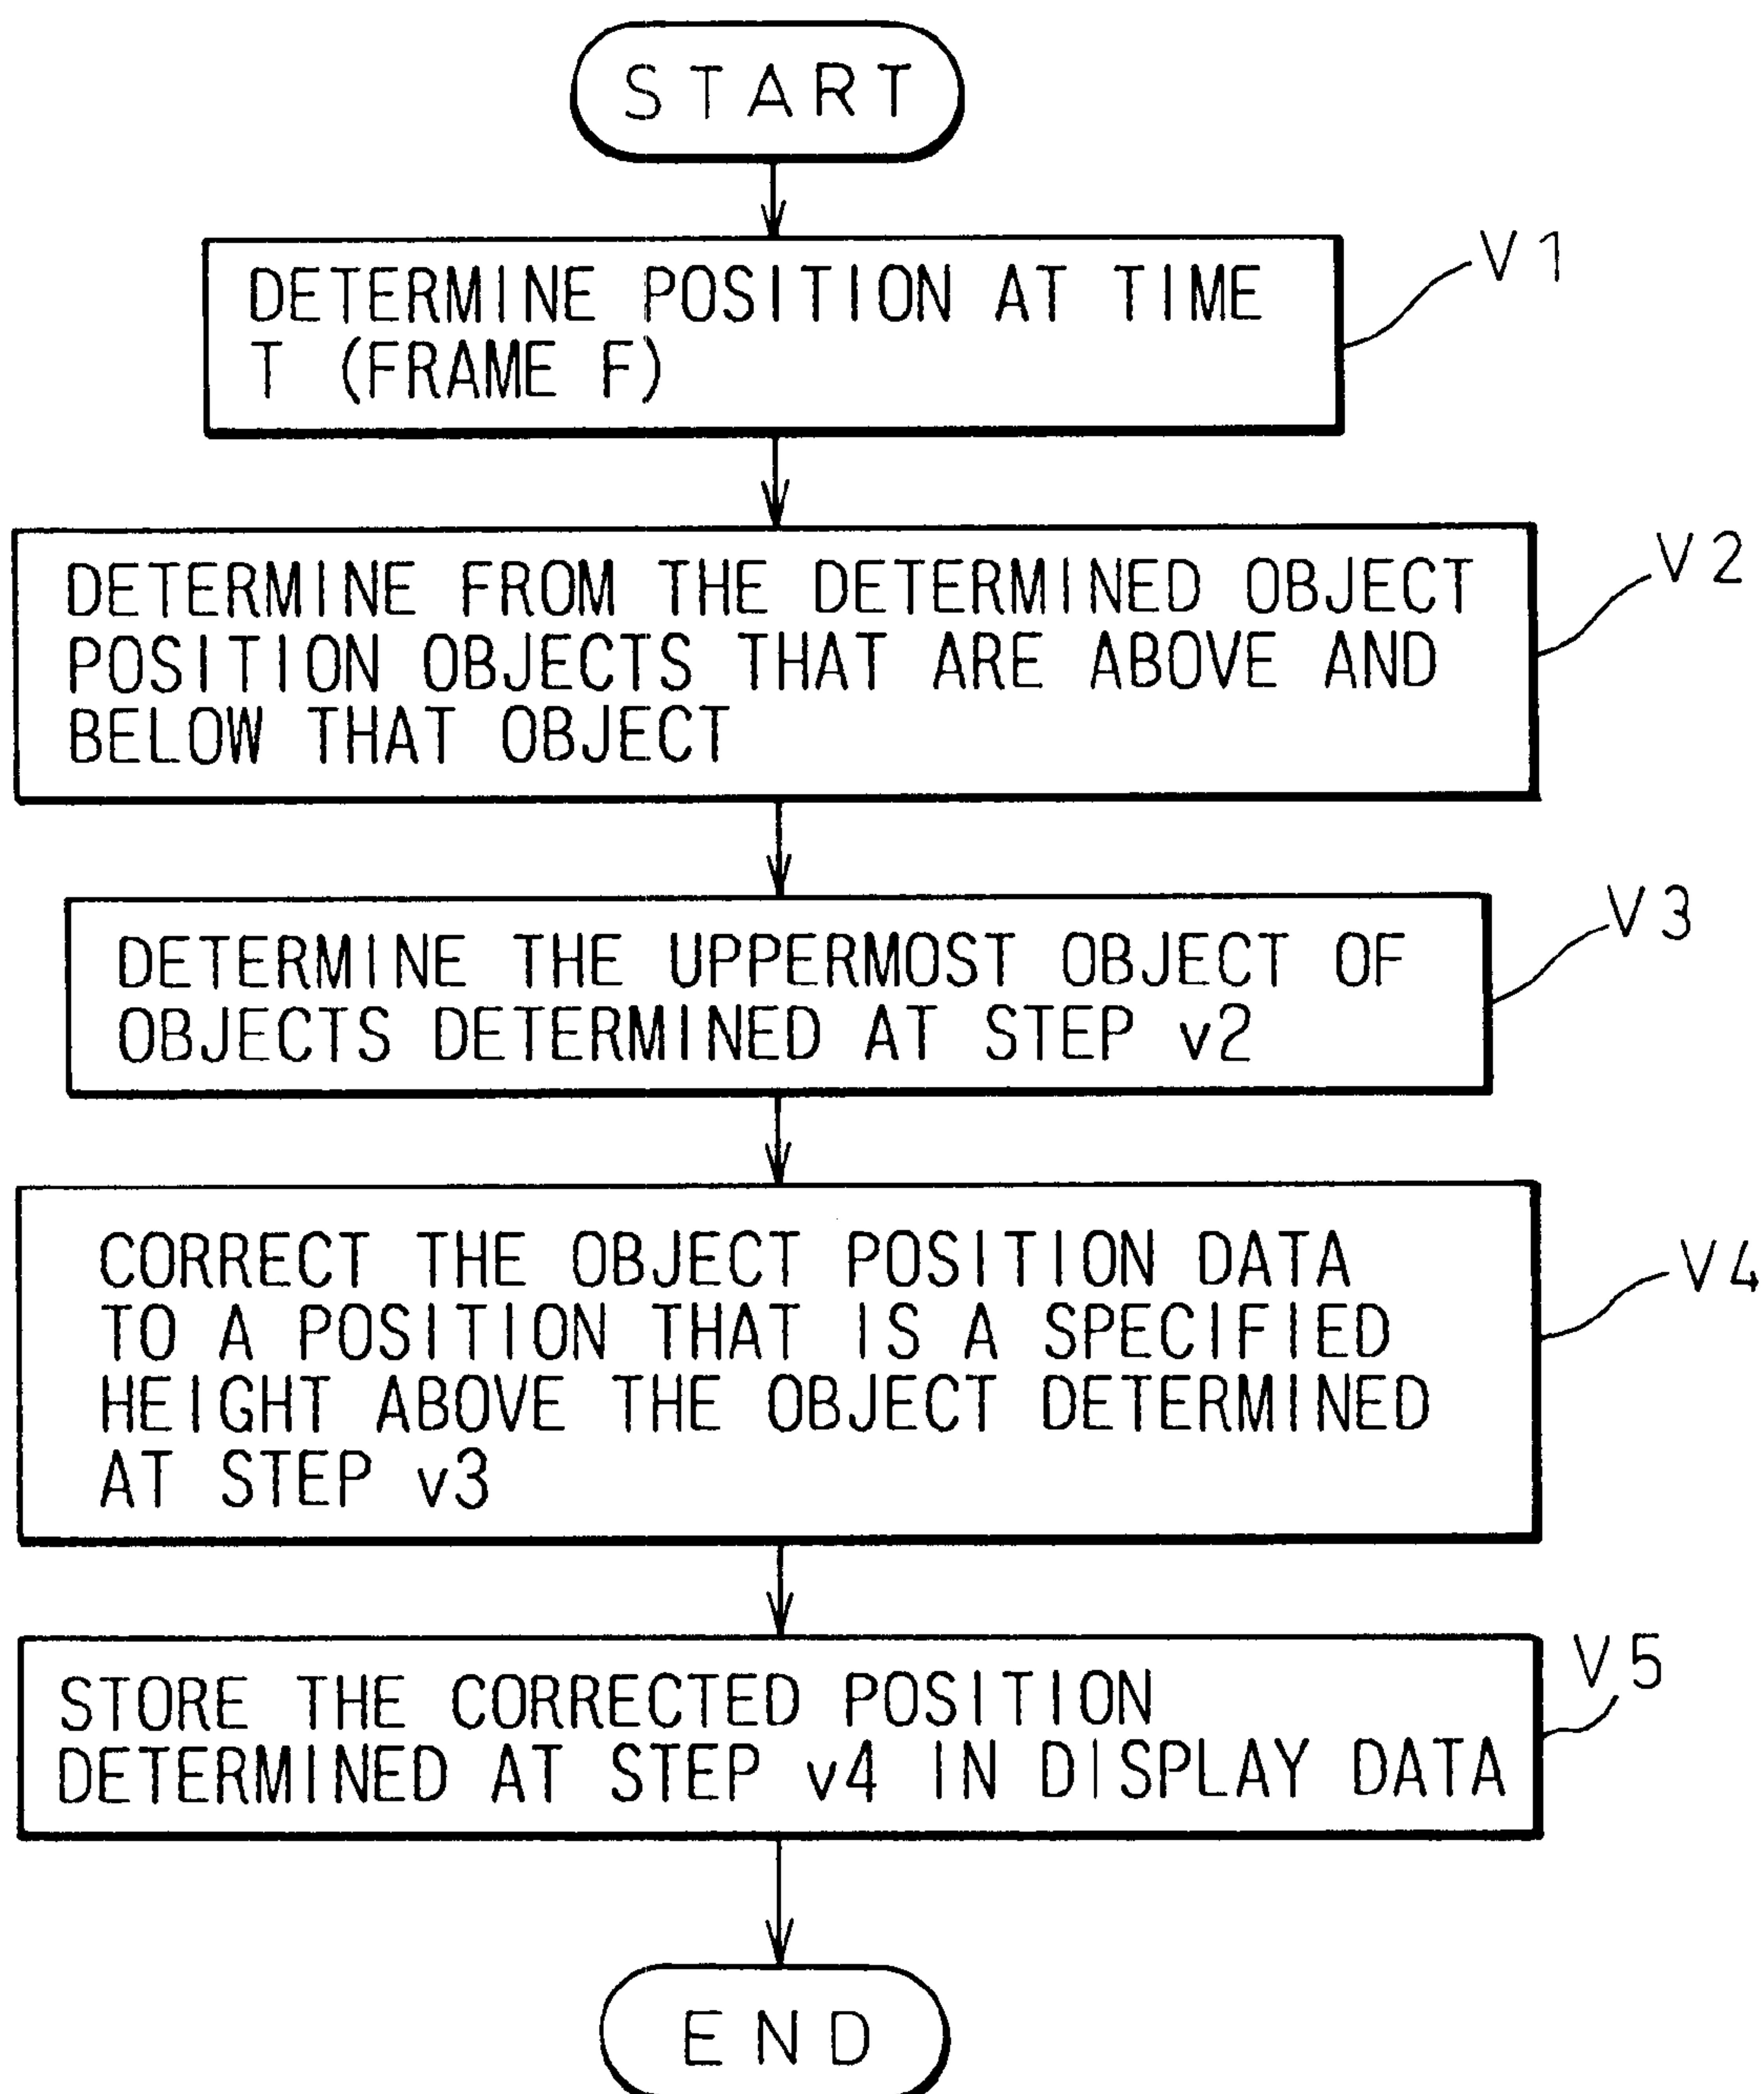 START
V1
DETERMINE POSITION AT TIME
T (FRAME F)
V2
DETERMINE FROM THE DETERMINED OBJECT
POSITION OBJECTS THAT ARE ABOVE AND
BELOW THAT OBJECT
V3
DETERMINE THE UPPERMOST OBJECT OF
OBJECTS DETERMINED AT STEP v2
V4
CORRECT THE OBJECT POSITION DATA
TO A POSITION THAT IS A SPECIFIED
HEIGHT ABOVE THE OBJECT DETERMINED
AT STEP v3
V5
STORE THE CORRECTED POSITION
DETERMINED AT STEP v4 IN DISPLAY DATA
END